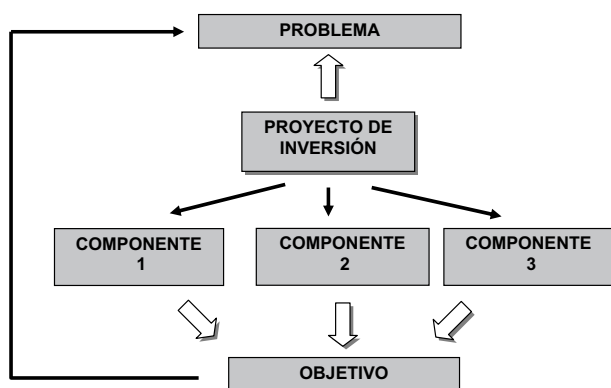 PROBLEMA
PROYECTO DE
INVERSIÓN
COMPONENTE
1
COMPONENTE
2
COMPONENTE
3
OBJETIVO